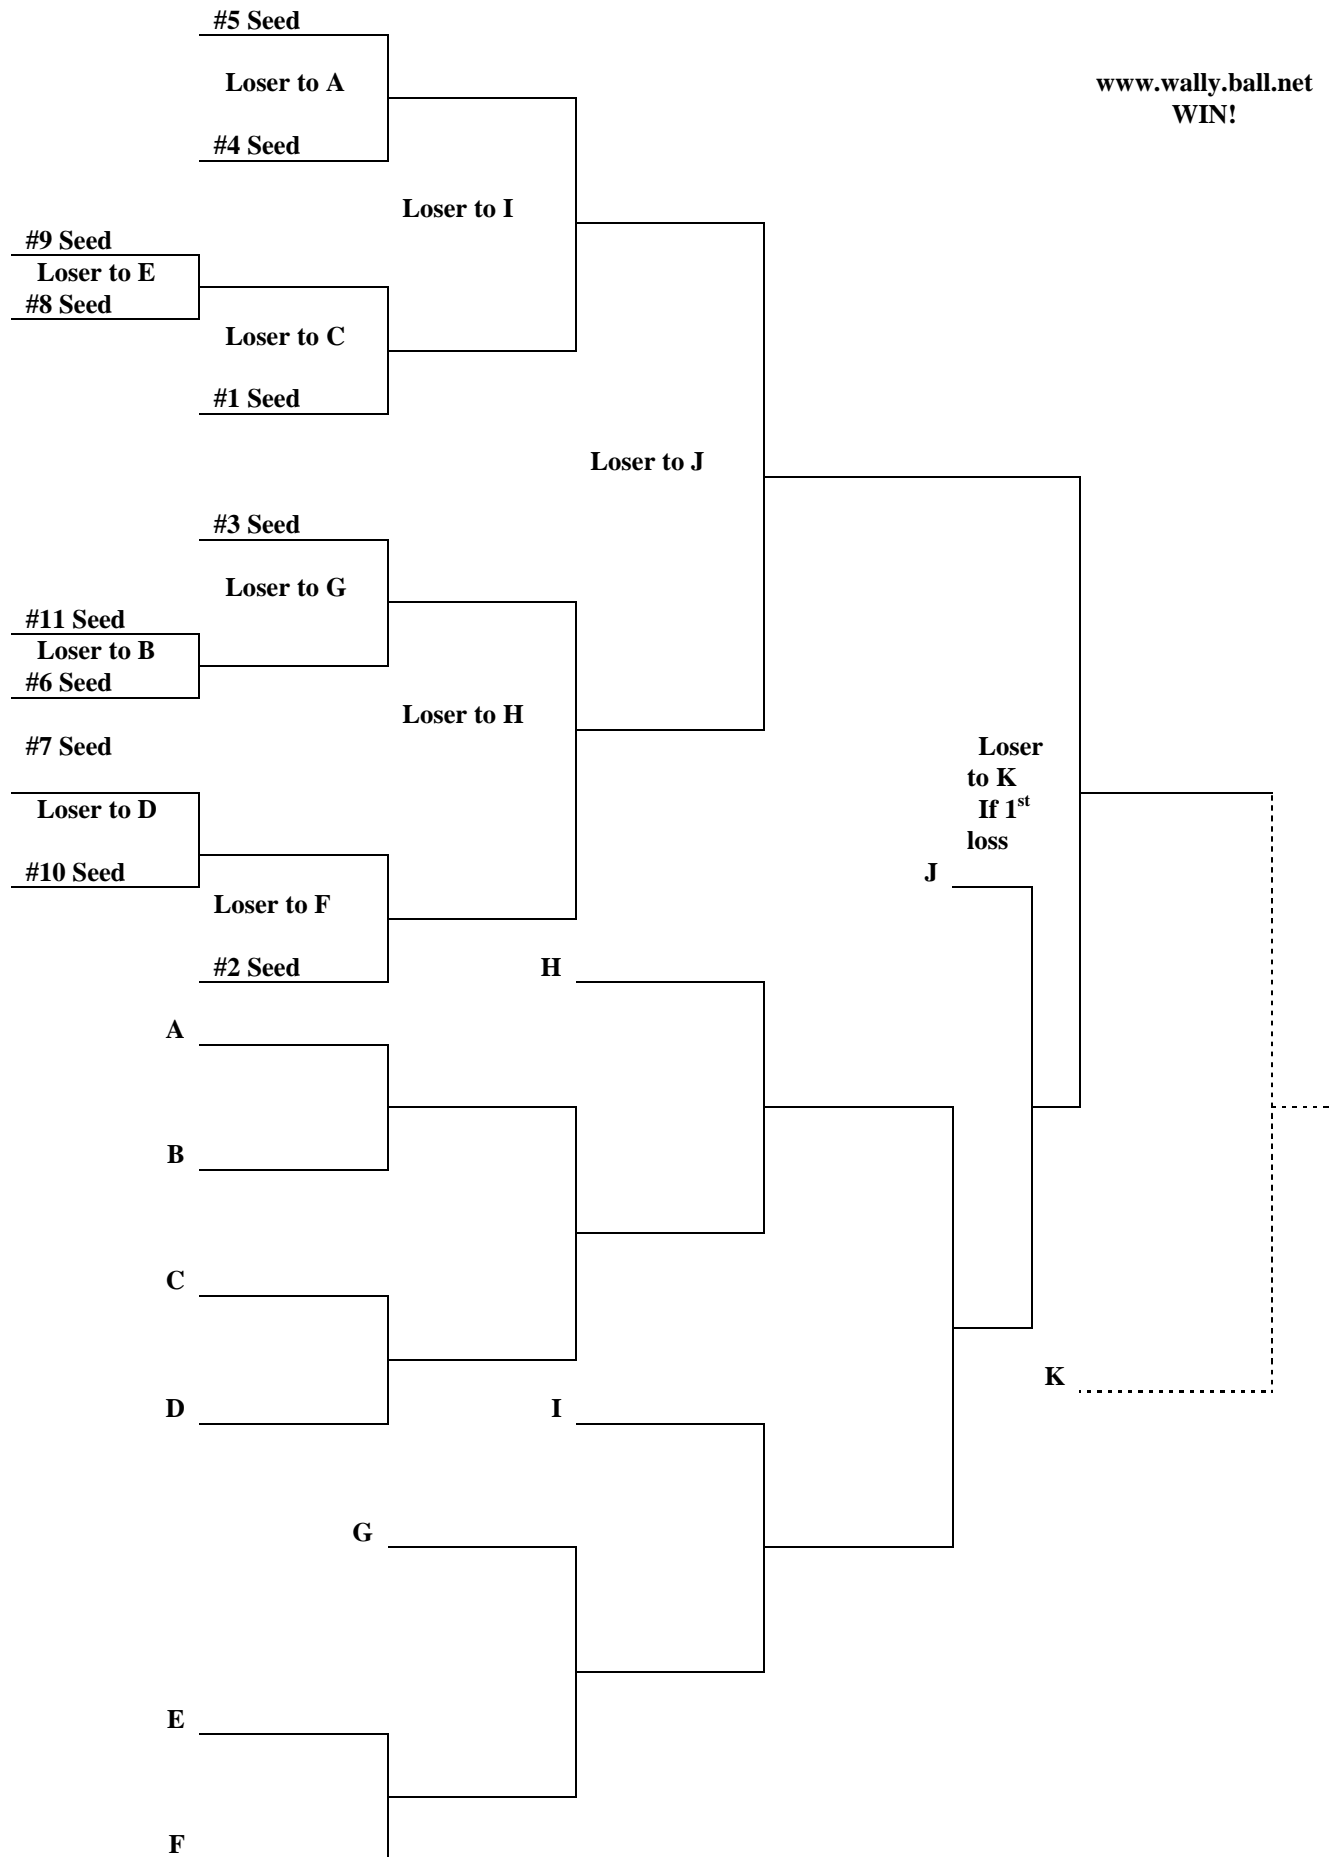 #5 Seed
Loser to A
www.wally.ball.net
WIN!
#4 Seed
Loser to I
#9 Seed
Loser to E
#8 Seed
Loser to C
#1 Seed
Loser to J
#3 Seed
Loser to G
#11 Seed
Loser to B
#6 Seed
Loser to H
#7 Seed
Loser
to K
If 1st
loss
Loser to D
#10 Seed
J
Loser to F
#2 Seed
H
A
B
C
K
D
I
G
E
F